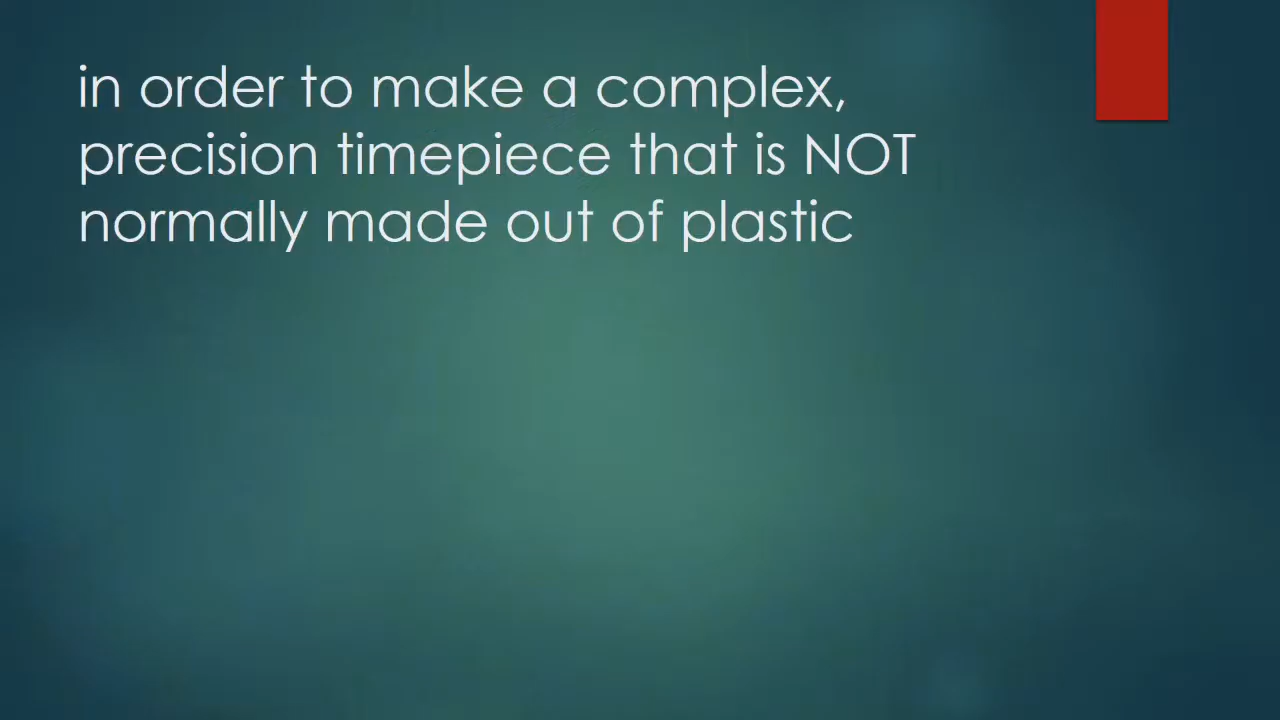 in order to make a complex,
precision timepiece that is NOT
normally made out of plastic